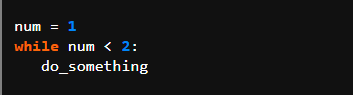 num = 1
while num < 2:
   do_something